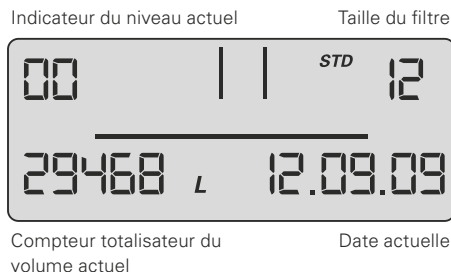 Indicateur du niveau actuel
Taille du filtre
00
STD
12
29468 L
12.09.09
Compteur totalisateur du
volume actuel
Date actuelle